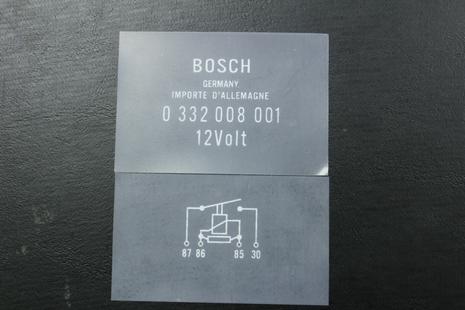 BOSCH
GERMANY
IMPORTE D'ALLEMAGNE
0 332 008 001
12Volt
87 86 85 30